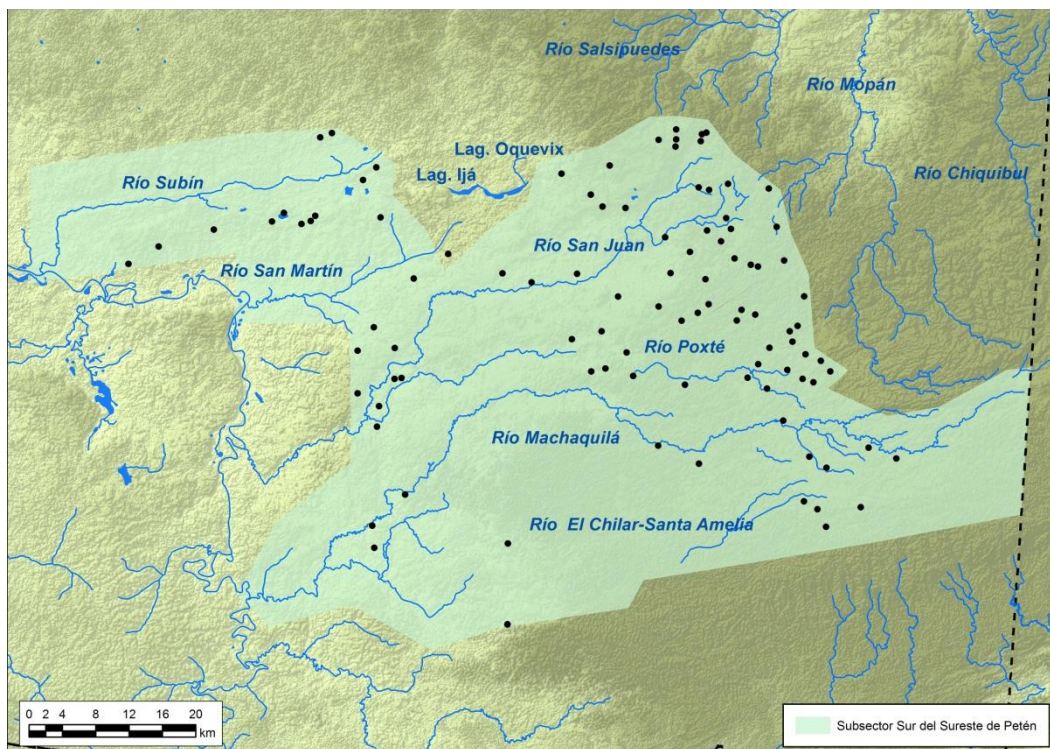 Río Salsipuedes
Río Mopán
Lag. Oquevix
Lag. Ijá
Río Chiquibul
Río Subín
Río San Juan
Río San Martín
Río Poxté
Río Machaquilá
Río El Chilar-Santa Amelia
0 2 4 8 12 16 20
km
Subsector Sur del Sureste de Petén